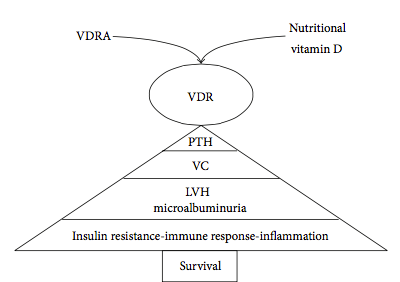 VDRA
Nutritional
vitamin D
VDR
PTH
VC
LVH
microalbuminuria
Insulin resistance-immune response-inflammation
Survival